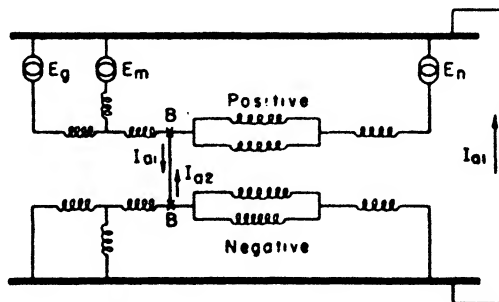 Eg Em En
Positive
B
Ia1 Ia2 Ia1
B
Negative